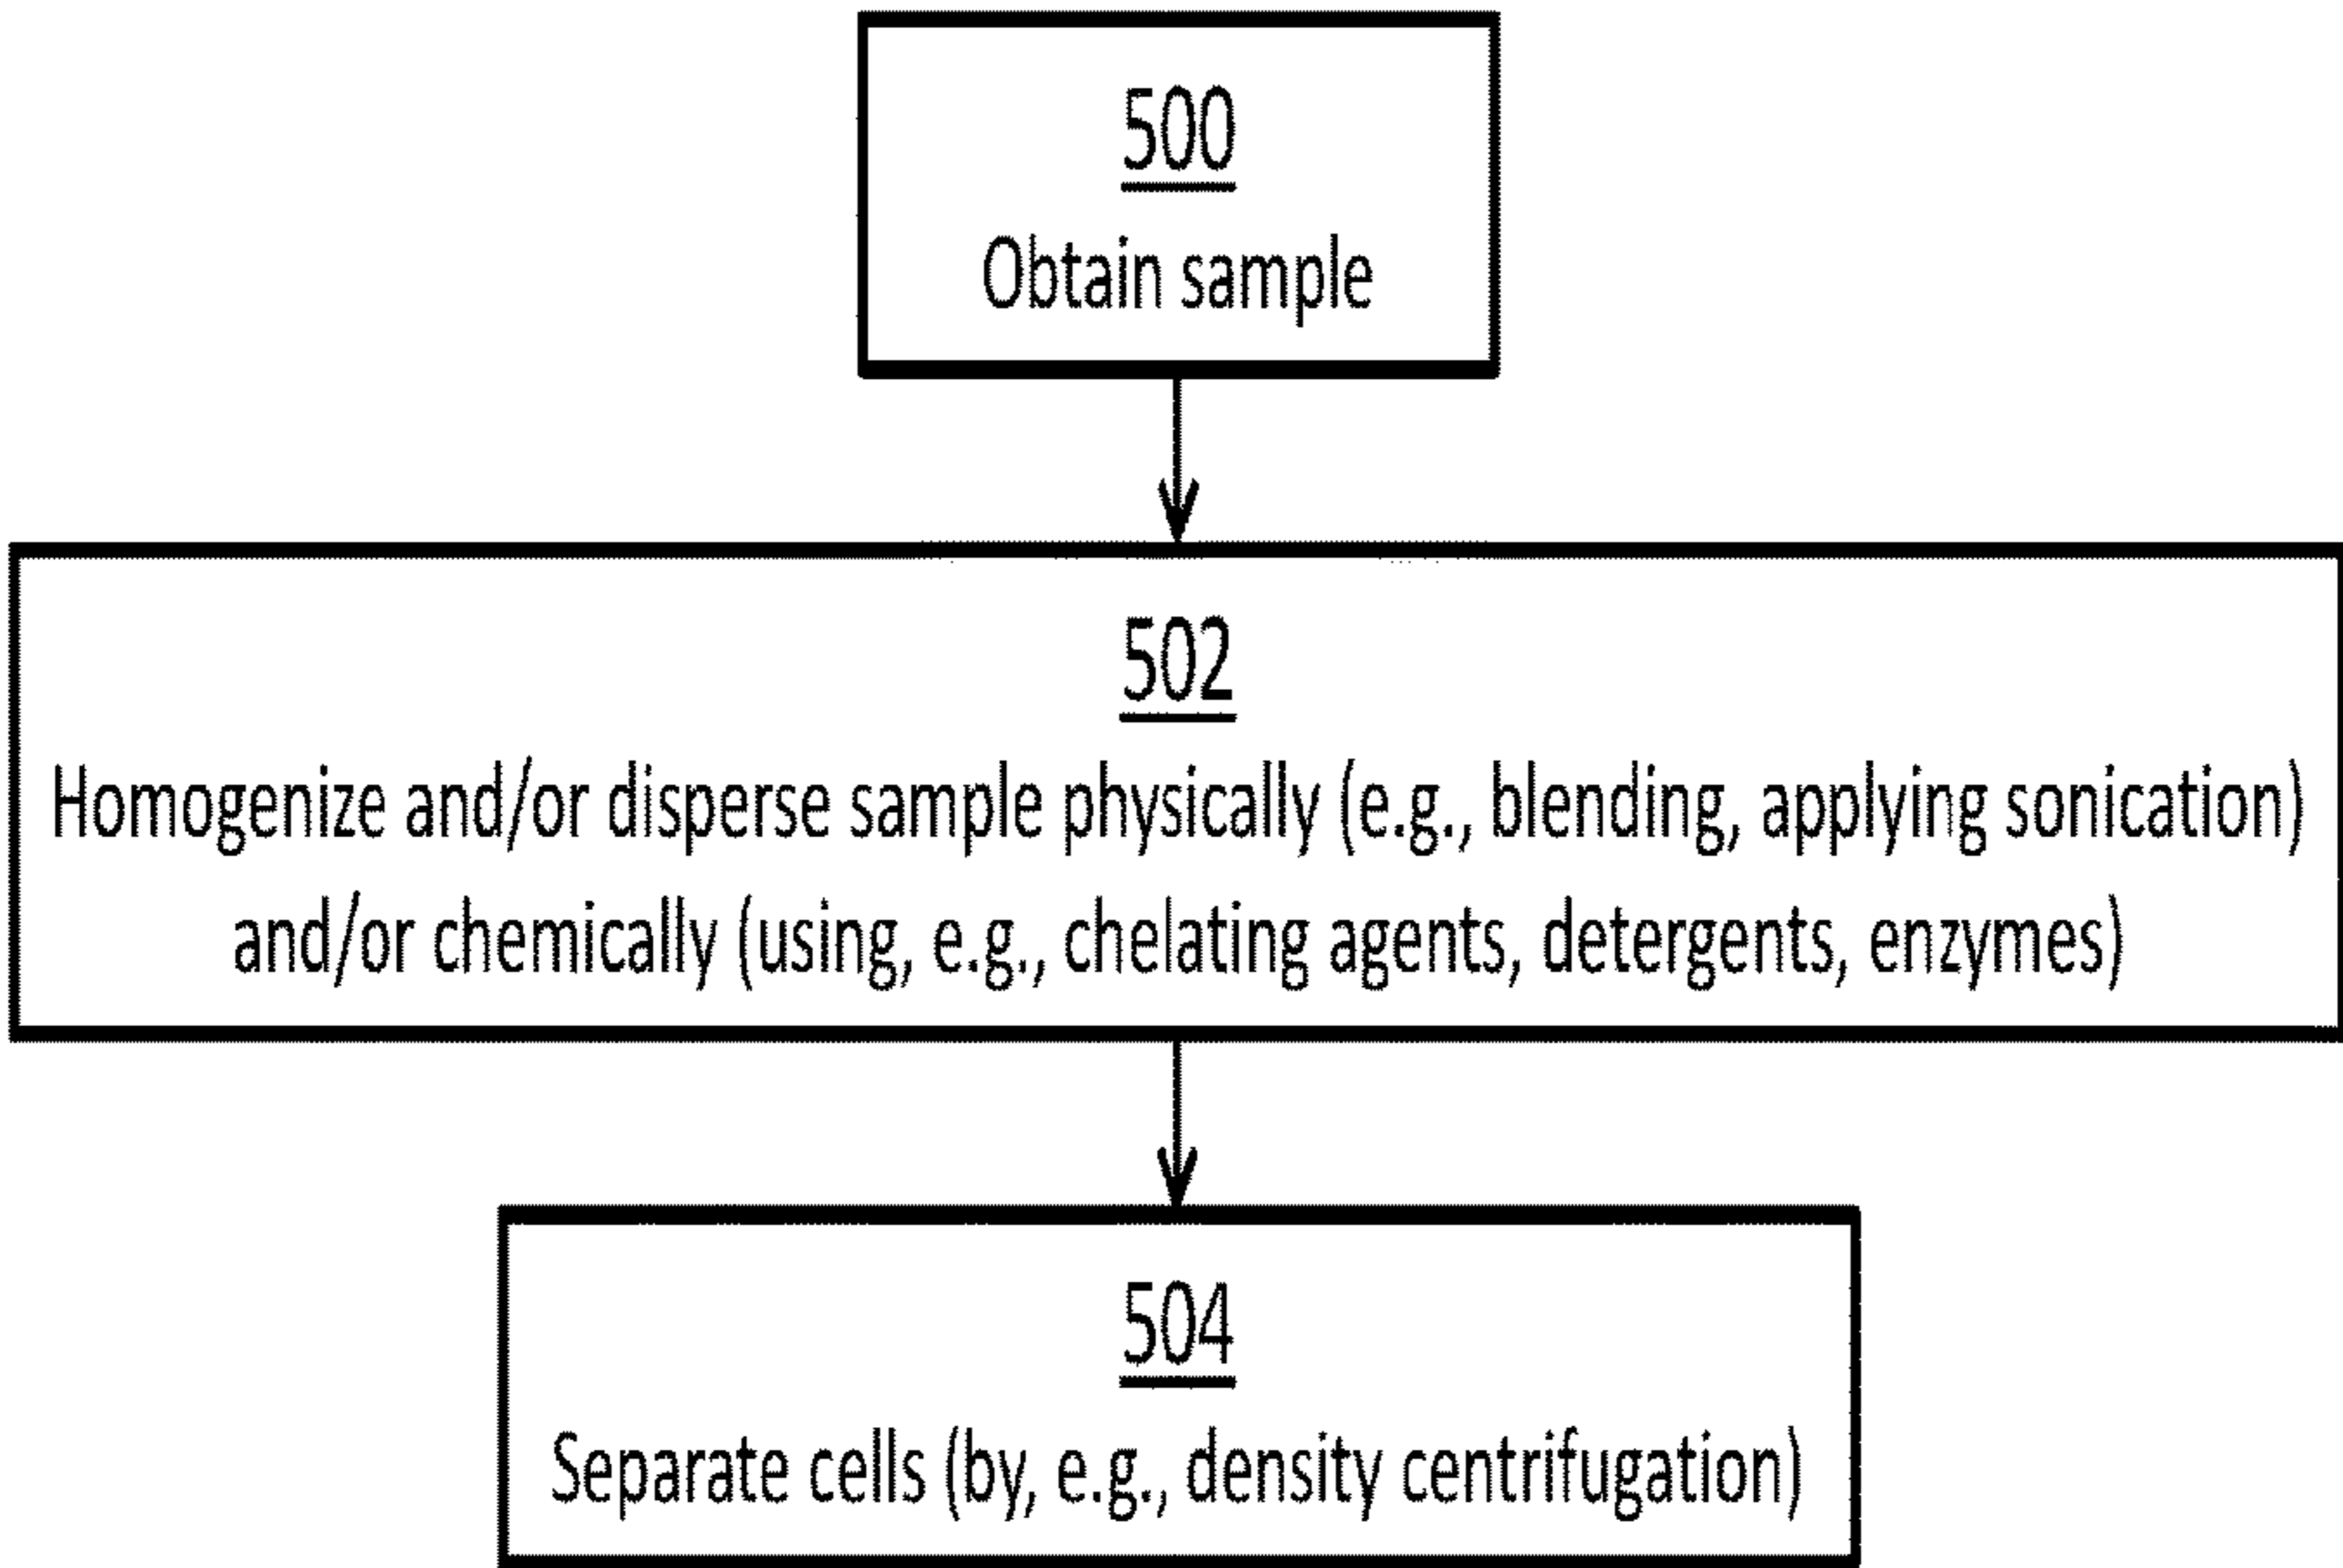 500
Obtain sample
502
Homogenize and/or disperse sample physically (e.g., blending, applying sonication)
and/or chemically (using, e.g., chelating agents, detergents, enzymes)
504
Separate cells (by, e.g., density centrifugation)